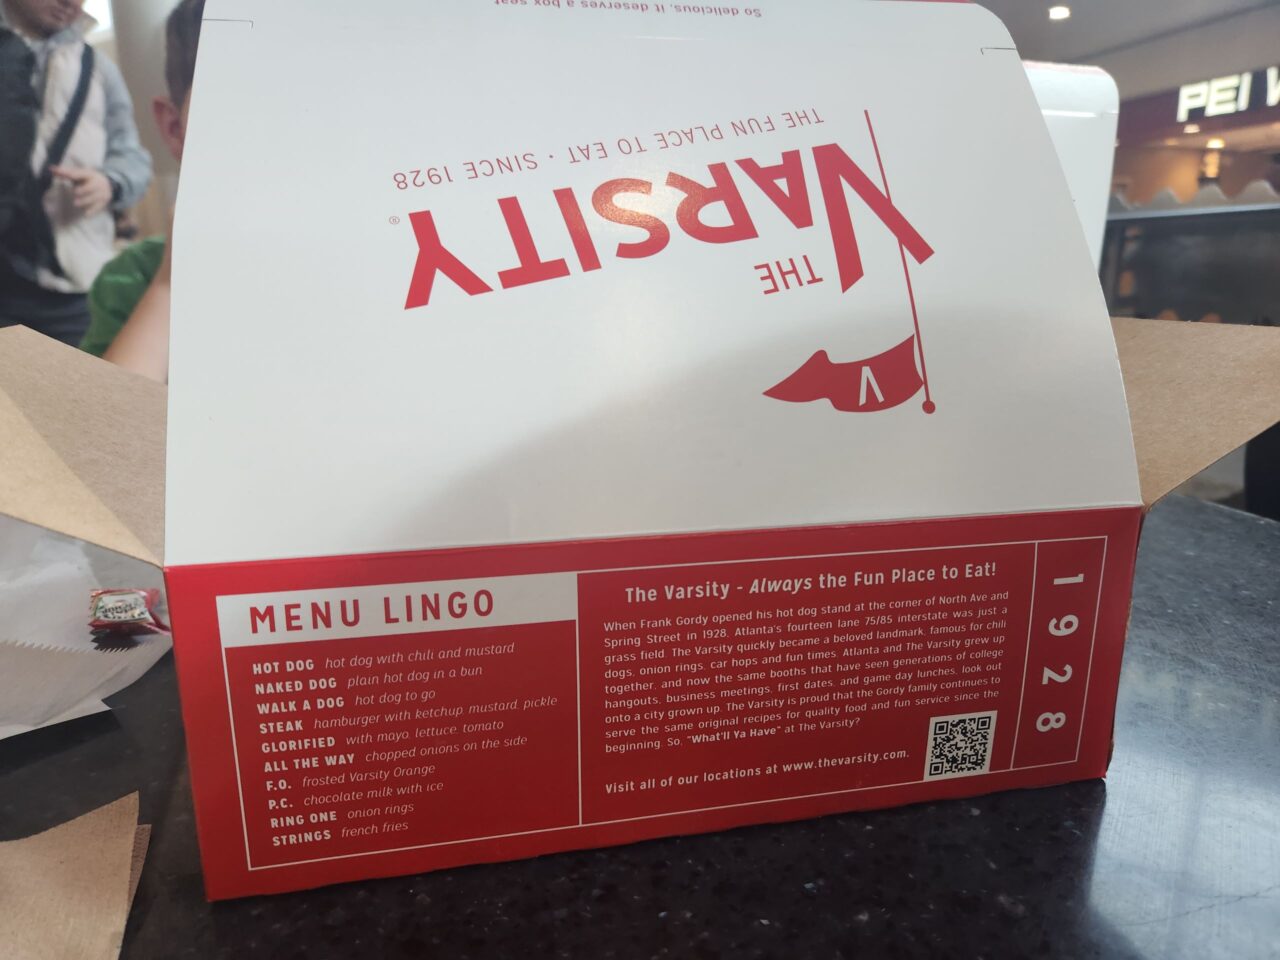 So delicious, it deserves a box seat
THE
VARSITY®
THE FUN PLACE TO EAT · SINCE 1928
V
PEI W
MENU LINGO
HOT DOG hot dog with chili and mustard
NAKED DOG plain hot dog in a bun
WALK A DOG hot dog to go
STEAK hamburger with ketchup, mustard, pickle
GLORIFIED with mayo, lettuce, tomato
ALL THE WAY chopped onions on the side
F.O. frosted Varsity Orange
P.C. chocolate milk with ice
RING ONE onion rings
STRINGS french fries
The Varsity - Always the Fun Place to Eat!
When Frank Gordy opened his hot dog stand at the corner of North Ave and
Spring Street in 1928, Atlanta's fourteen lane 75/85 interstate was just a
grass field. The Varsity quickly became a beloved landmark, famous for chili
dogs, onion rings, car hops and fun times. Atlanta and The Varsity grew up
together, and now the same booths that have seen generations of college
hangouts, business meetings, first dates, and game day lunches, look out
onto a city grown up. The Varsity is proud that the Gordy family continues to
serve the same original recipes for quality food and fun service since the
beginning. So, "What'll Ya Have" at The Varsity?
Visit all of our locations at www.thevarsity.com.
1928